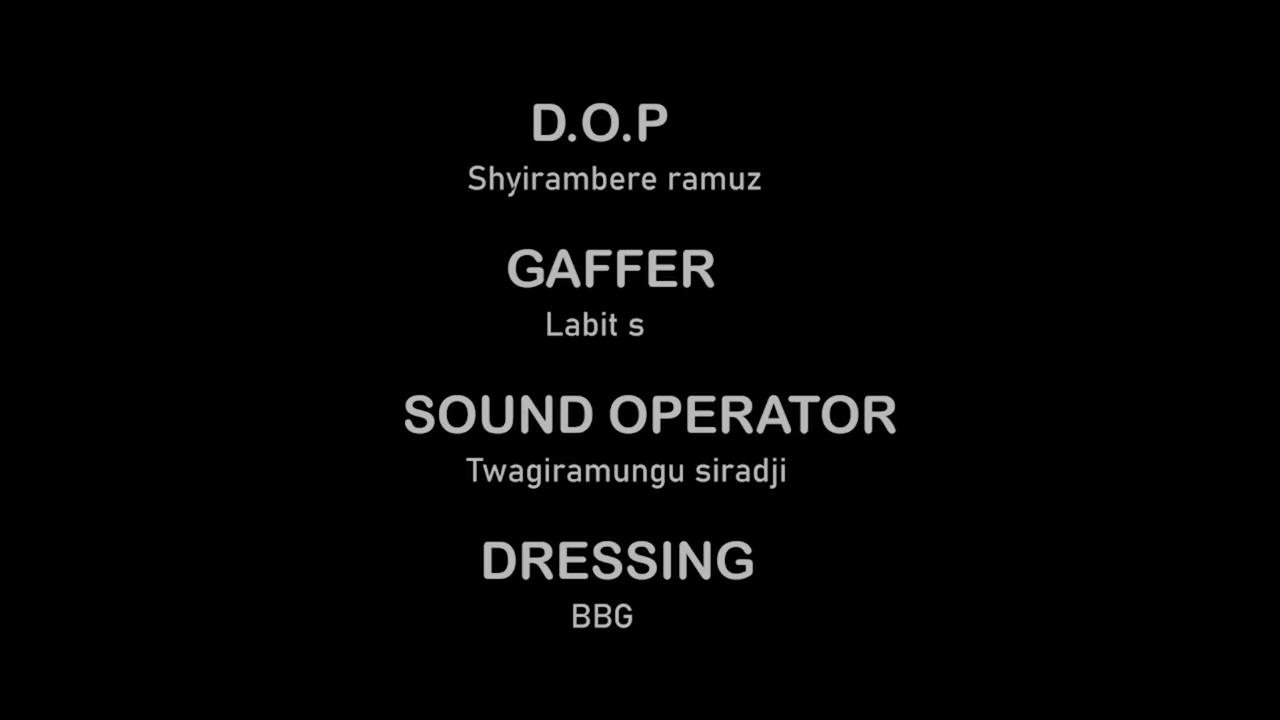 D.O.P
Shyirambere ramuz
GAFFER
Labit s
SOUND OPERATOR
Twagiramungu siradji
DRESSING
BBG